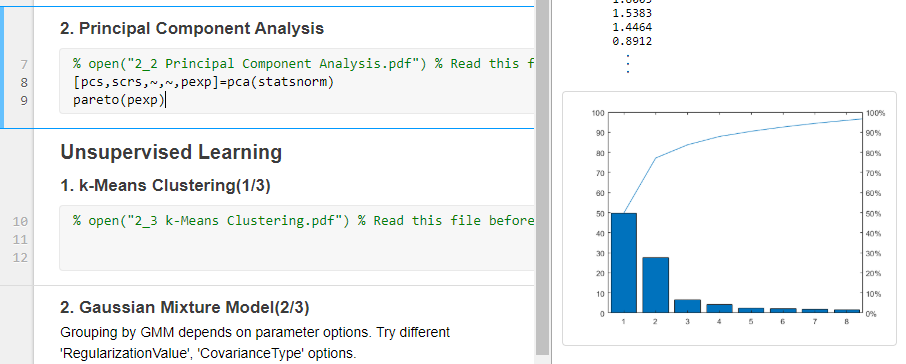 2. Principal Component Analysis
7 % open("2_2 Principal Component Analysis.pdf") % Read this f
8 [pcs,scrs,~,~,pexp]=pca(statsnorm)
9 pareto(pexp)
Unsupervised Learning
1. k-Means Clustering(1/3)
10 % open("2_3 k-Means Clustering.pdf") % Read this file before
11
12
2. Gaussian Mixture Model(2/3)
Grouping by GMM depends on parameter options. Try different
'RegularizationValue', 'CovarianceType' options.
1.5383
1.4464
0.8912
100 100%
90 90%
80 80%
70 70%
60 60%
50 50%
40 40%
30 30%
20 20%
10 10%
0 0%
1 2 3 4 5 6 7 8